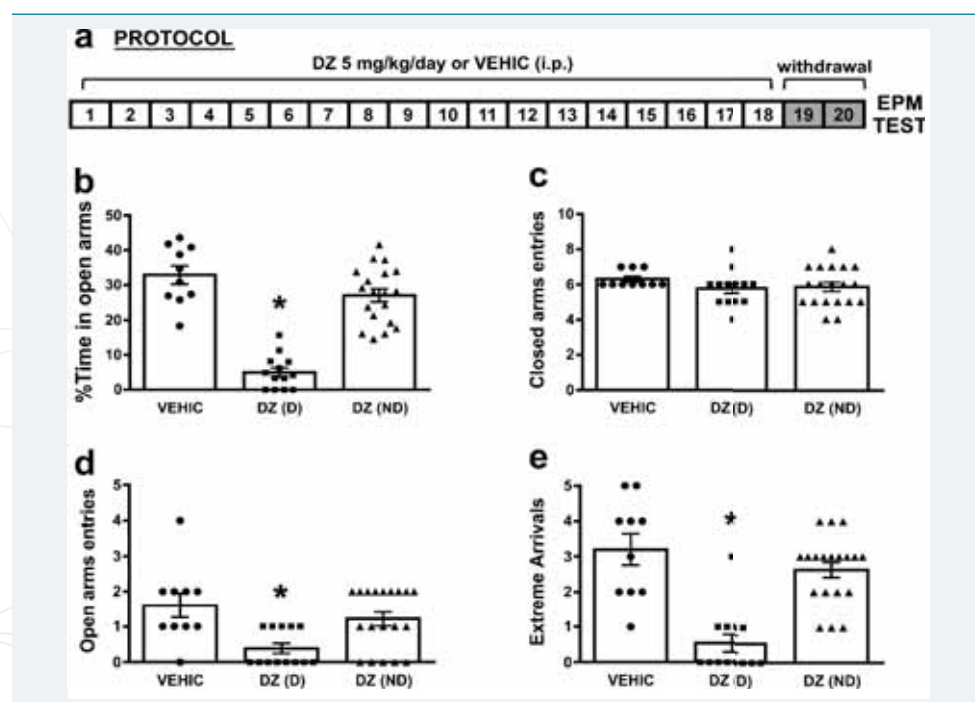 a PROTOCOL
DZ 5 mg/kg/day or VEHIC (i.p.)
withdrawal
1 2 3 4 5 6 7 8 9 10 11 12 13 14 15 16 17 18 19 20
EPM
TEST
b
%Time in open arms
50
40
30
20
10
0
*
VEHIC DZ (D) DZ (ND)
c
Closed arms entries
10
8
6
4
2
0
VEHIC DZ (D) DZ (ND)
d
Open arms entries
5
4
3
2
1
0
*
VEHIC DZ (D) DZ (ND)
e
Extreme Arrivals
5
4
3
2
1
0
*
VEHIC DZ (D) DZ (ND)